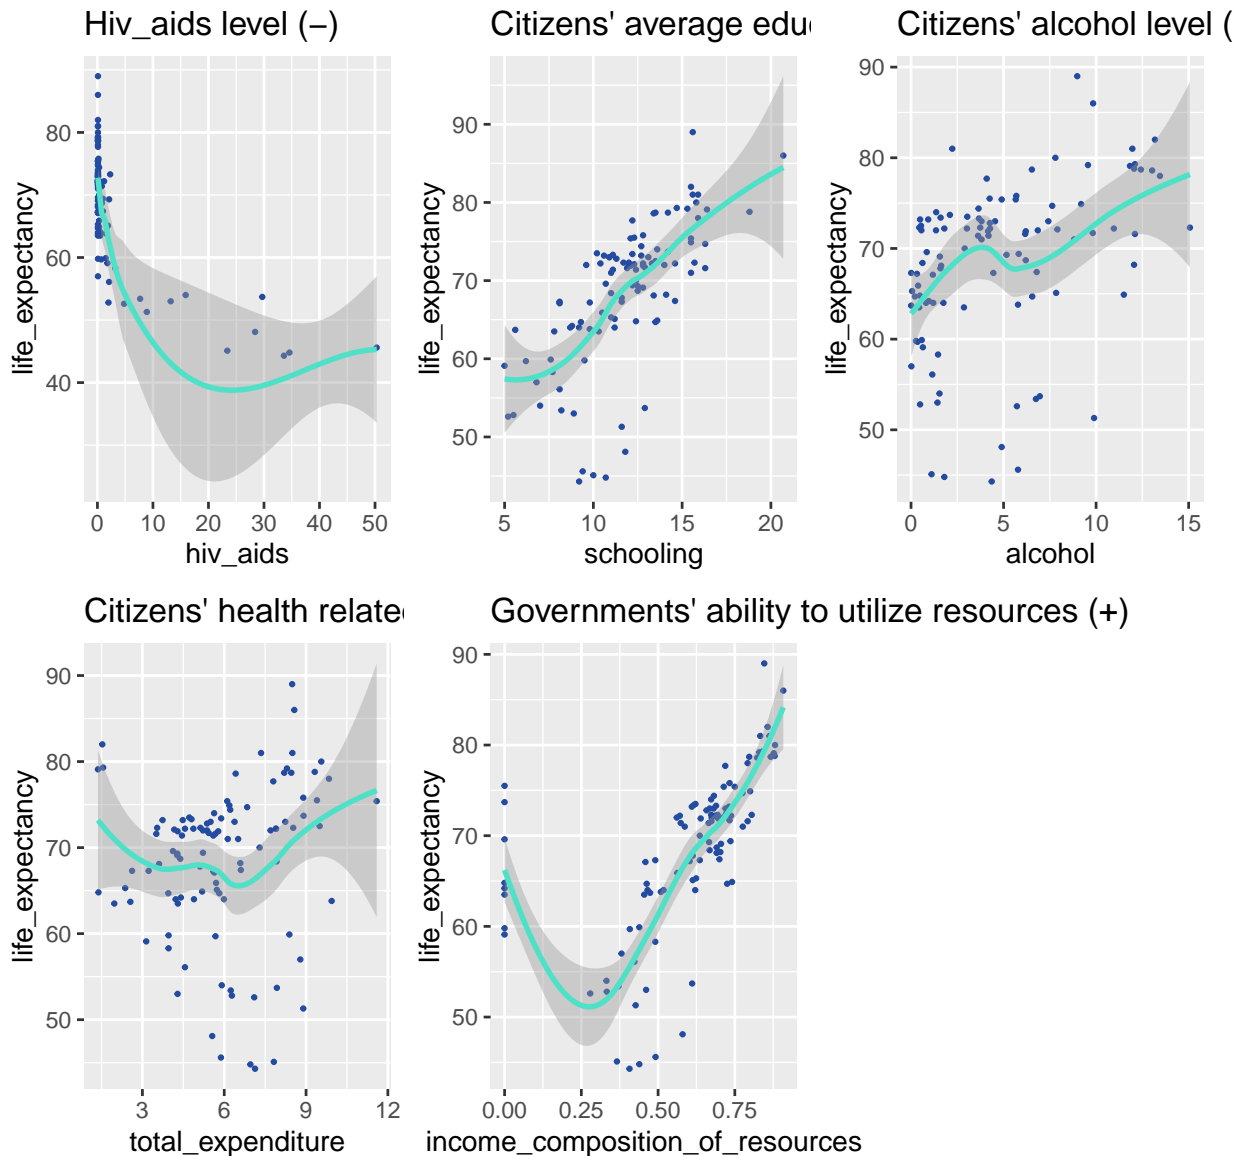 Hiv_aids level (−)
80
60
40
life_expectancy
0 10 20 30 40 50
hiv_aids
Citizens' average edu
90
80
70
60
50
life_expectancy
5 10 15 20
schooling
Citizens' alcohol level (
90
80
70
60
50
life_expectancy
0 5 10 15
alcohol
Citizens' health relate
90
80
70
60
50
life_expectancy
3 6 9 12
total_expenditure
Governments' ability to utilize resources (+)
90
80
70
60
50
life_expectancy
0.00 0.25 0.50 0.75
income_composition_of_resources